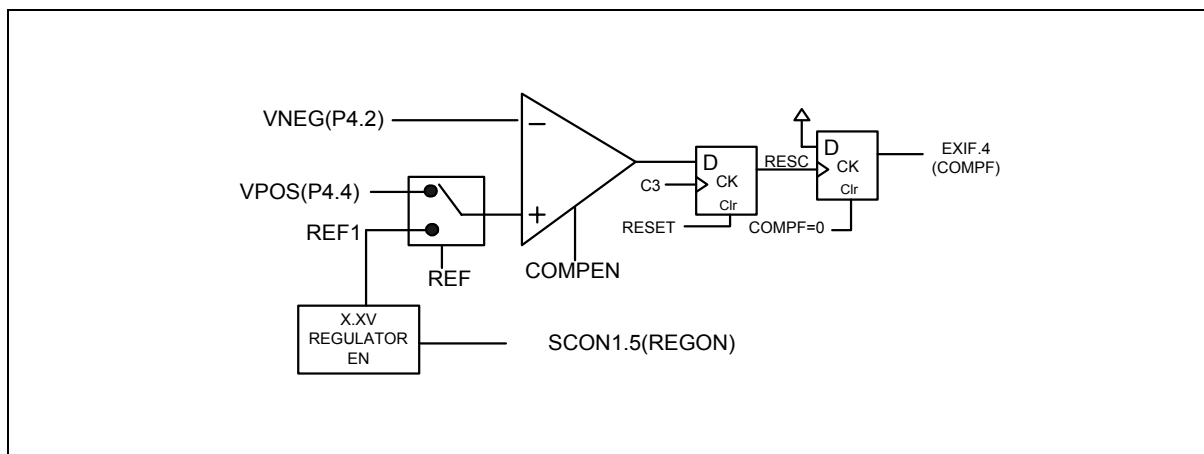 VNEG(P4.2)
−
VPOS(P4.4)
+
REF1
REF
COMPEN
X.XV
REGULATOR
EN
SCON1.5(REGON)
D
C3
CK
Clr
RESET
RESC
D
CK
Clr
COMPF=0
EXIF.4
(COMPF)